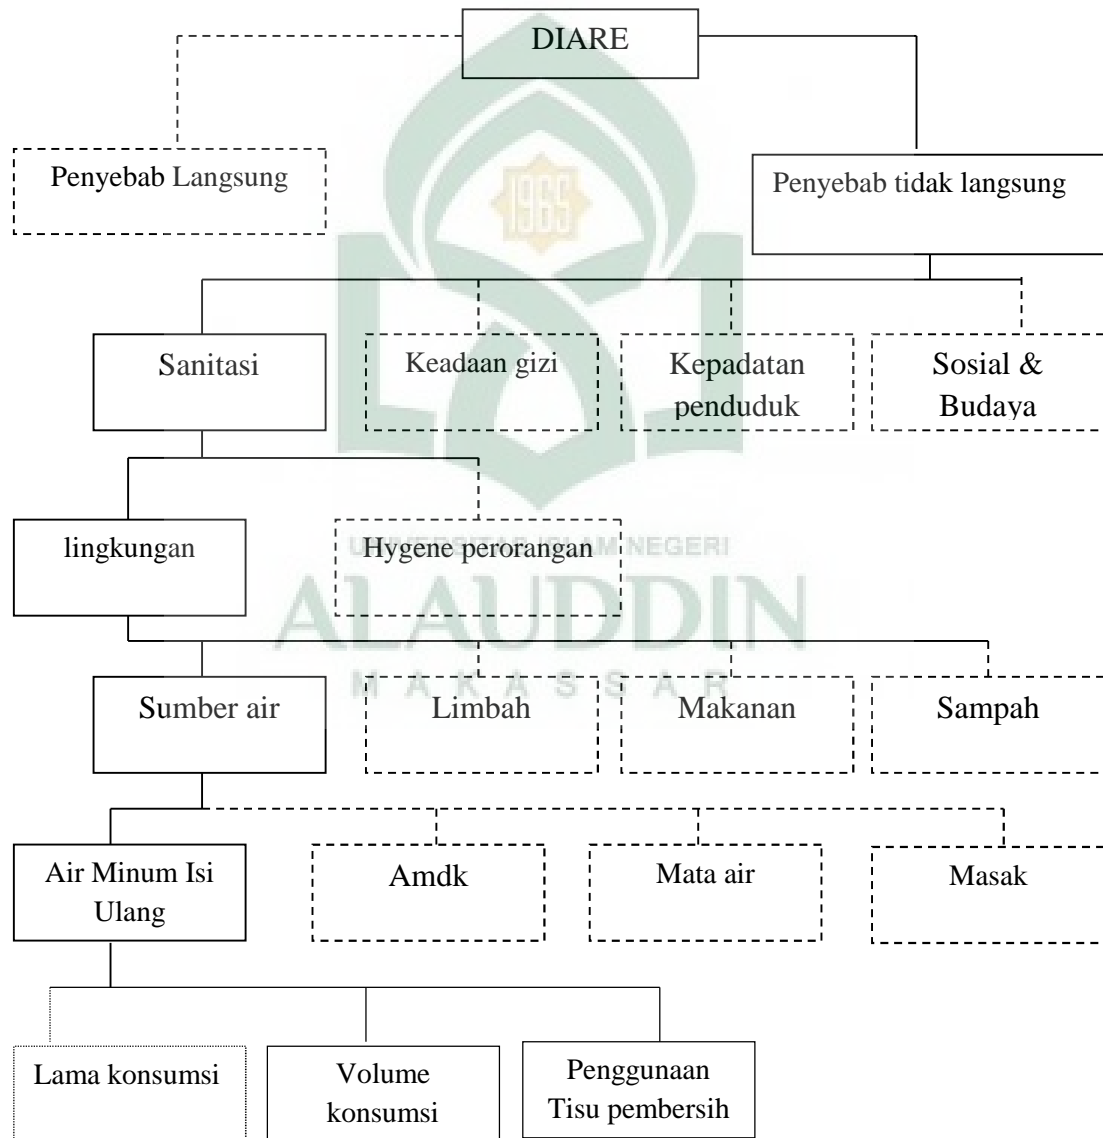 DIARE
Penyebab Langsung
Penyebab tidak langsung
1965
Sanitasi
Keadaan gizi
Kepadatan
penduduk
Sosial &
Budaya
lingkungan
Hygene perorangan
UNIVERSITAS ISLAM NEGERI
ALAUDDIN
MAKASSAR
Sumber air
Limbah
Makanan
Sampah
Air Minum Isi
Ulang
Amdk
Mata air
Masak
Lama konsumsi
Volume
konsumsi
Penggunaan
Tisu pembersih